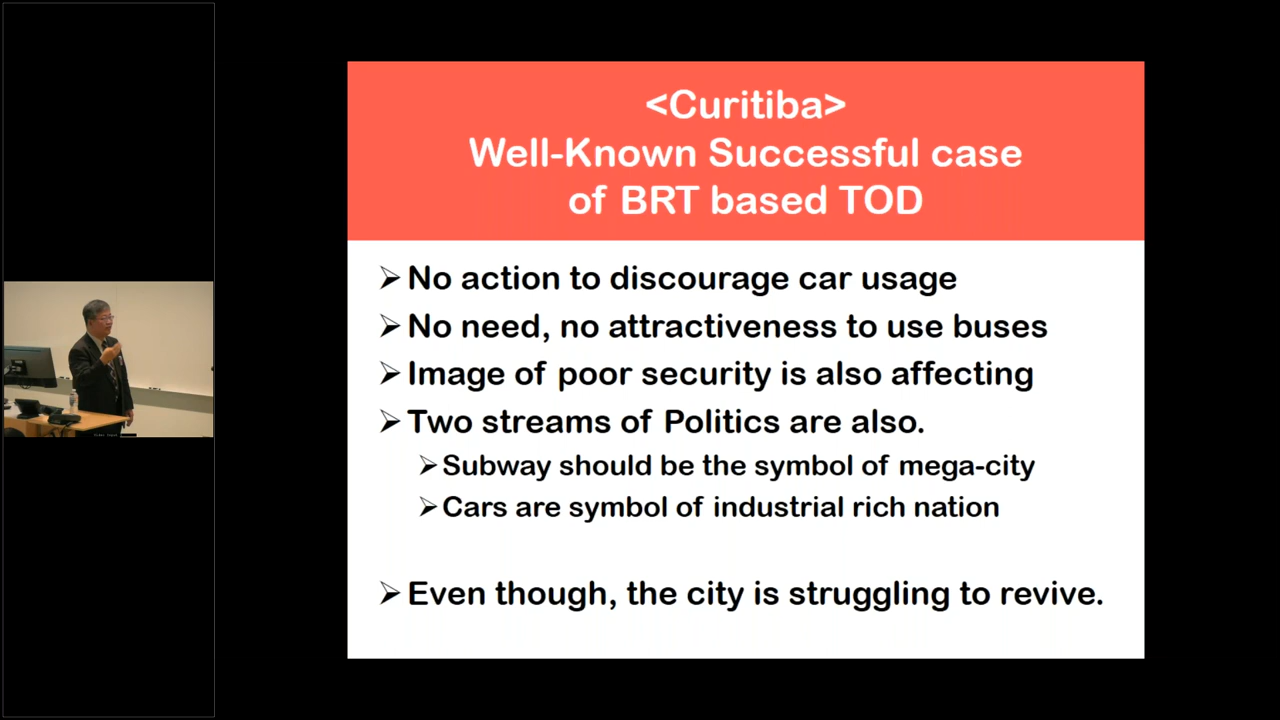 <Curitiba>
Well-Known Successful case
of BRT based TOD
➢No action to discourage car usage
➢No need, no attractiveness to use buses
➢Image of poor security is also affecting
➢Two streams of Politics are also.
➢Subway should be the symbol of mega-city
➢Cars are symbol of industrial rich nation
➢Even though, the city is struggling to revive.